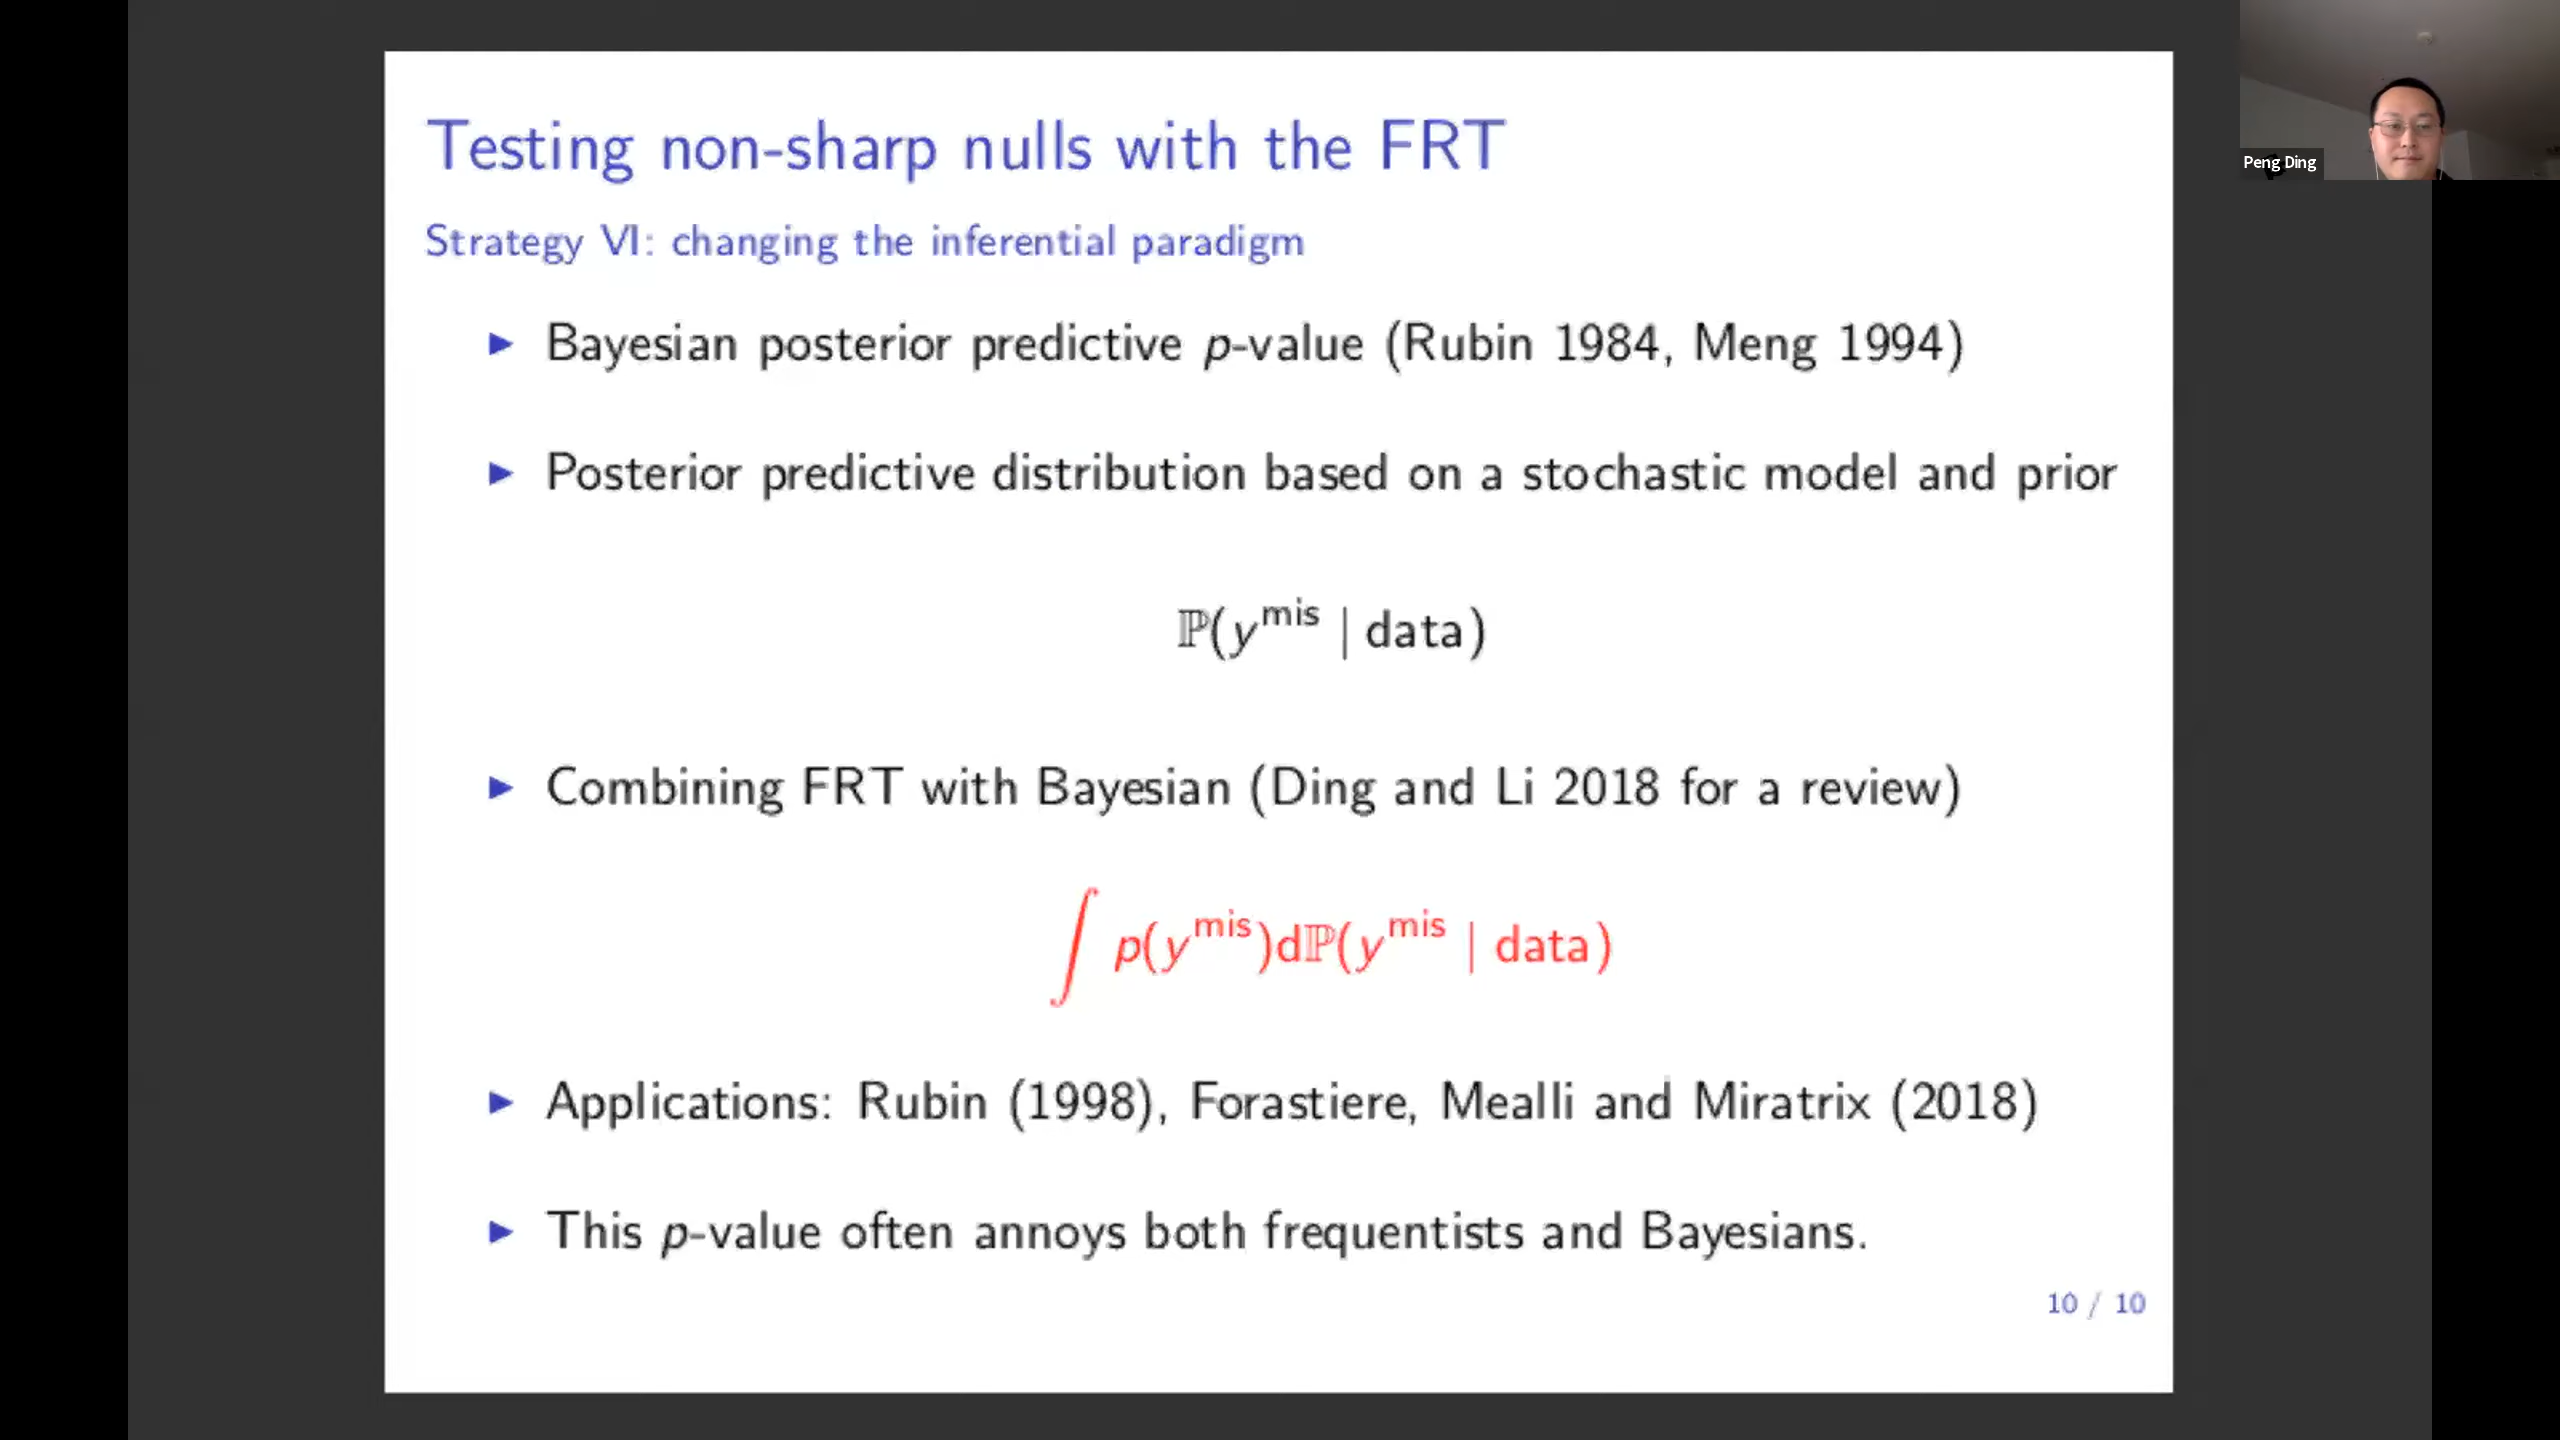 Testing non-sharp nulls with the FRT
Strategy VI: changing the inferential paradigm
▶ Bayesian posterior predictive p-value (Rubin 1984, Meng 1994)
▶ Posterior predictive distribution based on a stochastic model and prior
ℙ(y^mis | data)
▶ Combining FRT with Bayesian (Ding and Li 2018 for a review)
∫ p(y^mis)dℙ(y^mis | data)
▶ Applications: Rubin (1998), Forastiere, Mealli and Miratrix (2018)
▶ This p-value often annoys both frequentists and Bayesians.
10 / 10
Peng Ding